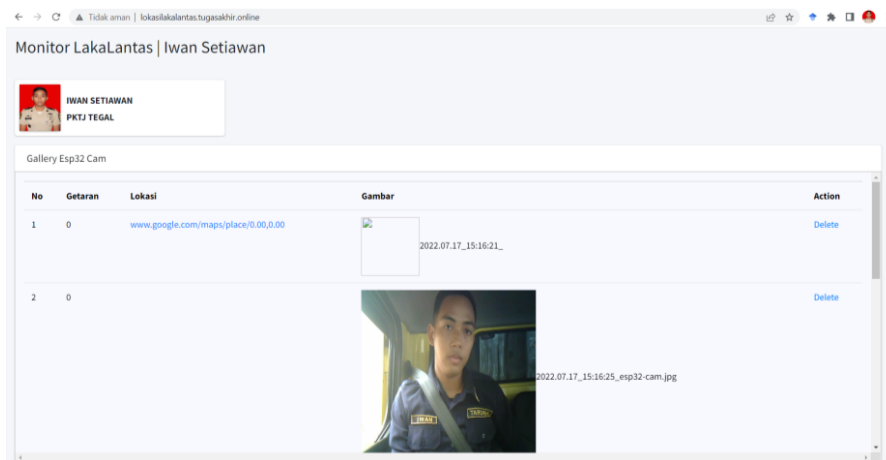 Tidak aman | lokasilakalantas.tugasakhir.online
Monitor LakaLantas | Iwan Setiawan
IWAN SETIAWAN
PKTJ TEGAL
Gallery Esp32 Cam
No Getaran Lokasi Gambar Action
1 0 www.google.com/maps/place/0.00,0.00 2022.07.17_15:16:21_ Delete
2 0 2022.07.17_15:16:25_esp32-cam.jpg Delete
IWAN